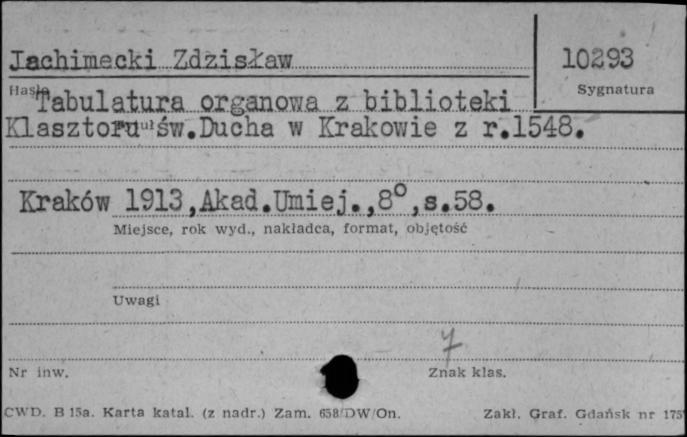 Jachimecki Zdzisław
10293
Hasło
Sygnatura
Tabulatura organowa z biblioteki
Klasztoru św.Ducha w Krakowie z r.1548.
Kraków 1913,Akad.Umiej.,8°,s.58.
Miejsce, rok wyd., nakładca, format, objętość
Uwagi
7
Nr inw.
Znak klas.
CWD. B 15a. Karta katal. (z nadr.) Zam. 658/DW/On.
Zakł. Graf. Gdańsk nr 175